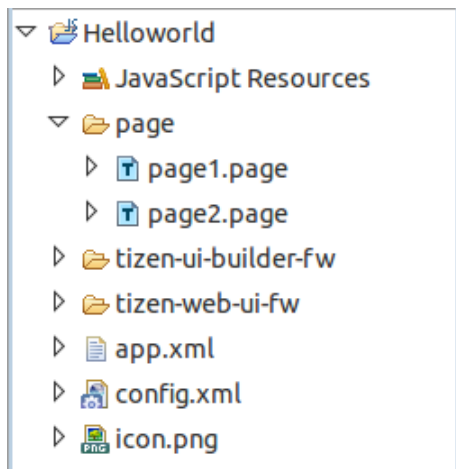 Helloworld
JavaScript Resources
page
page1.page
page2.page
tizen-ui-builder-fw
tizen-web-ui-fw
app.xml
config.xml
icon.png